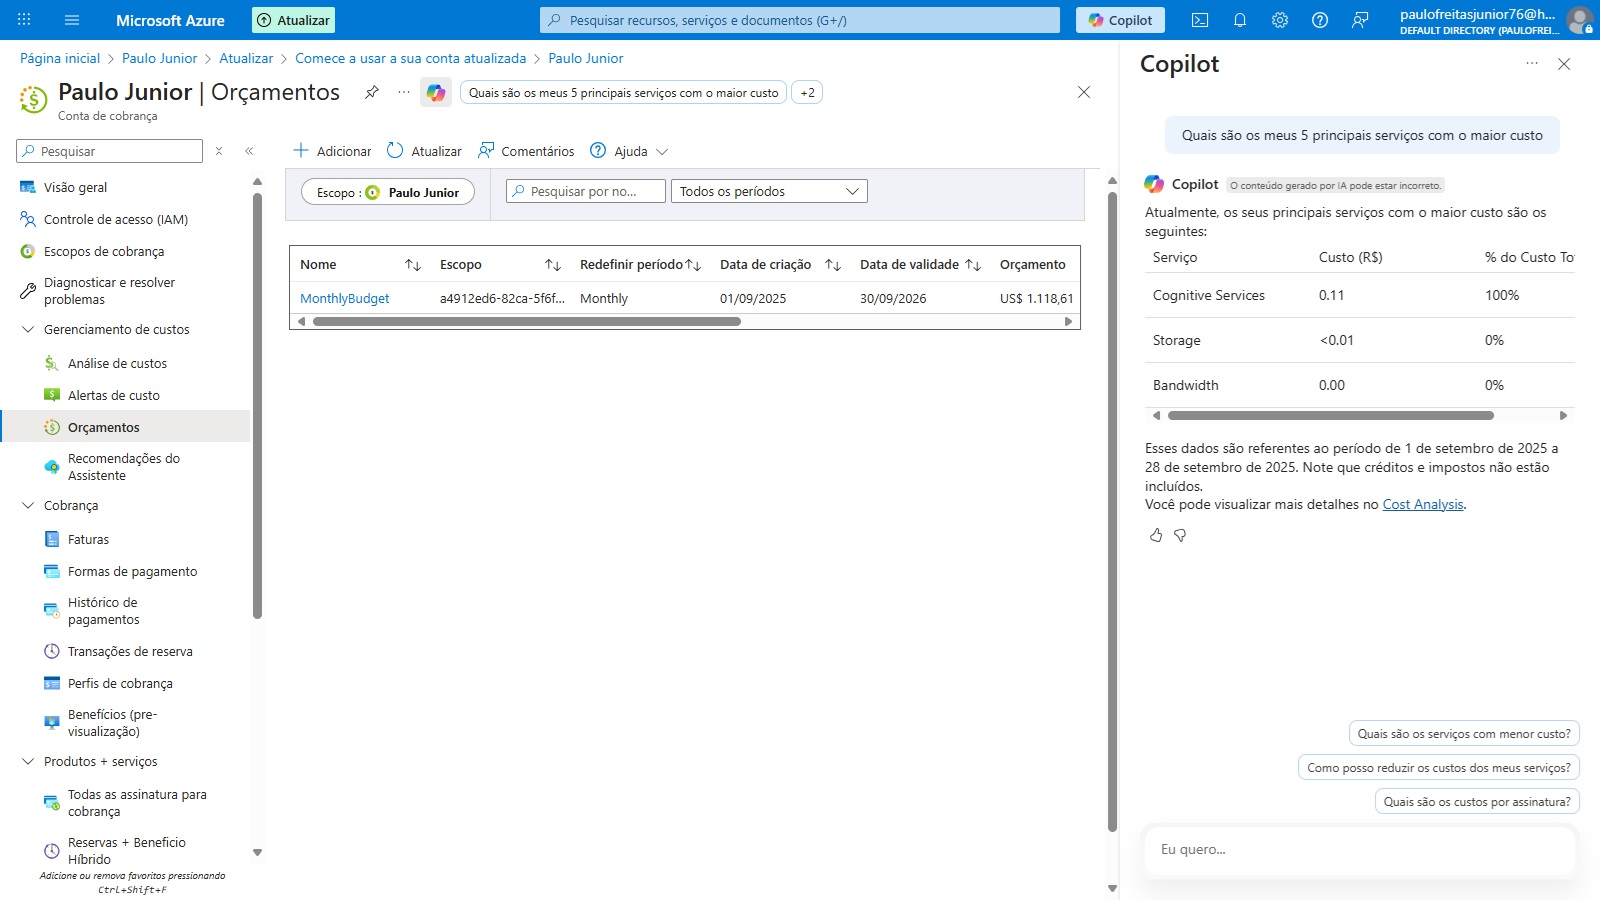 Microsoft Azure
Atualizar
Pesquisar recursos, serviços e documentos (G+/)
Copilot
paulofreitasjunior76@h...
DEFAULT DIRECTORY (PAULOFREI...
Página inicial > Paulo Junior > Atualizar > Comece a usar a sua conta atualizada > Paulo Junior
Paulo Junior | Orçamentos
Conta de cobrança
Quais são os meus 5 principais serviços com o maior custo
+2
Pesquisar
Visão geral
Controle de acesso (IAM)
Escopos de cobrança
Diagnosticar e resolver
problemas
Gerenciamento de custos
Análise de custos
Alertas de custo
Orçamentos
Recomendações do
Assistente
Cobrança
Faturas
Formas de pagamento
Histórico de
pagamentos
Transações de reserva
Perfis de cobrança
Benefícios (pre-
visualização)
Produtos + serviços
Todas as assinatura para
cobrança
Reservas + Beneficio
Híbrido
Adicione ou remova favoritos pressionando
Ctrl+Shift+F
Adicionar
Atualizar
Comentários
Ajuda
Escopo : Paulo Junior
Pesquisar por no...
Todos os períodos
Nome Escopo Redefinir período Data de criação Data de validade Orçamento
MonthlyBudget a4912ed6-82ca-5f6f... Monthly 01/09/2025 30/09/2026 US$ 1.118,61
Copilot
Quais são os meus 5 principais serviços com o maior custo
Copilot
O conteúdo gerado por IA pode estar incorreto.
Atualmente, os seus principais serviços com o maior custo são os
seguintes:
Serviço Custo (R$) % do Custo To
Cognitive Services 0.11 100%
Storage <0.01 0%
Bandwidth 0.00 0%
Esses dados são referentes ao período de 1 de setembro de 2025 a
28 de setembro de 2025. Note que créditos e impostos não estão
incluídos.
Você pode visualizar mais detalhes no Cost Analysis.
Quais são os serviços com menor custo?
Como posso reduzir os custos dos meus serviços?
Quais são os custos por assinatura?
Eu quero...